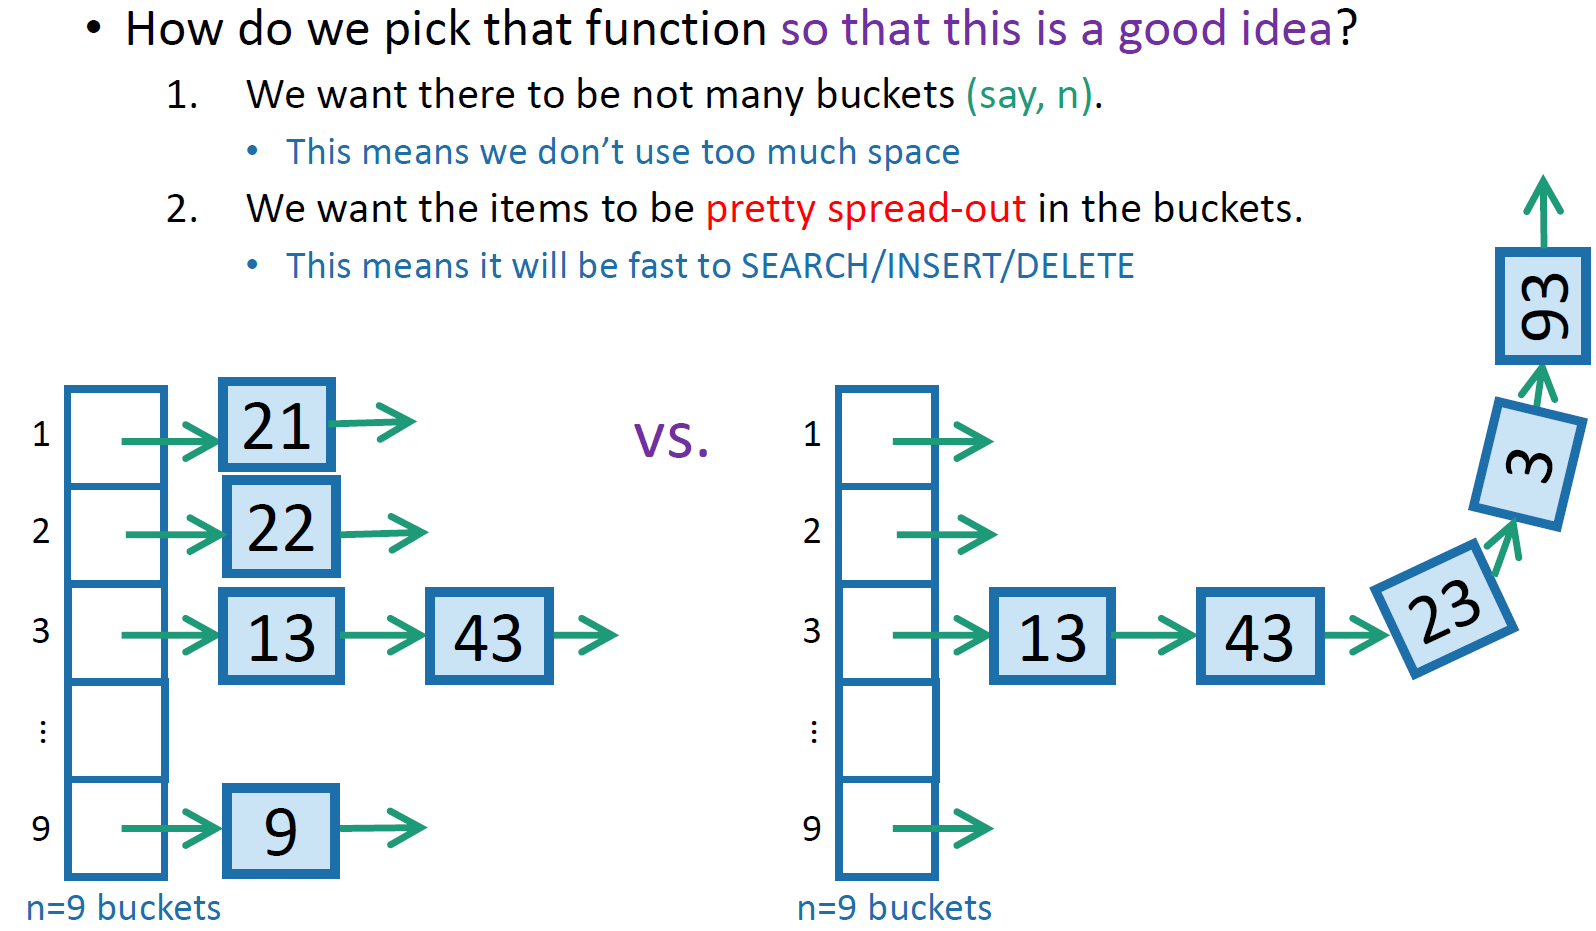 • How do we pick that function so that this is a good idea?
1. We want there to be not many buckets (say, n).
• This means we don’t use too much space
2. We want the items to be pretty spread-out in the buckets.
• This means it will be fast to SEARCH/INSERT/DELETE
1
21
2
22
3
13 43
...
9
9
n=9 buckets
vs.
1
2
3
13 43 23 3 93
...
9
n=9 buckets